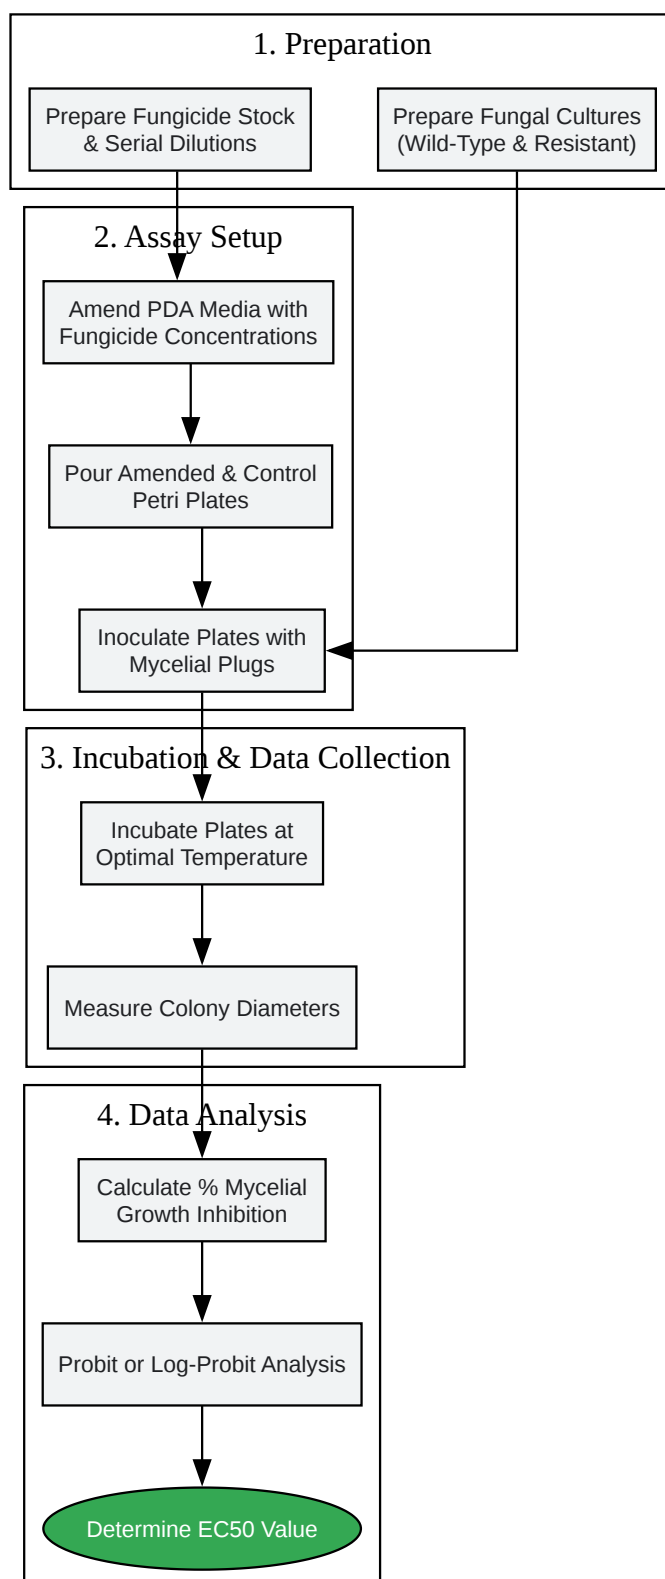 1. Preparation
Prepare Fungicide Stock
& Serial Dilutions
Prepare Fungal Cultures
(Wild-Type & Resistant)
2. Assay Setup
Amend PDA Media with
Fungicide Concentrations
Pour Amended & Control
Petri Plates
Inoculate Plates with
Mycelial Plugs
3. Incubation & Data Collection
Incubate Plates at
Optimal Temperature
Measure Colony Diameters
4. Data Analysis
Calculate % Mycelial
Growth Inhibition
Probit or Log-Probit Analysis
Determine EC50 Value